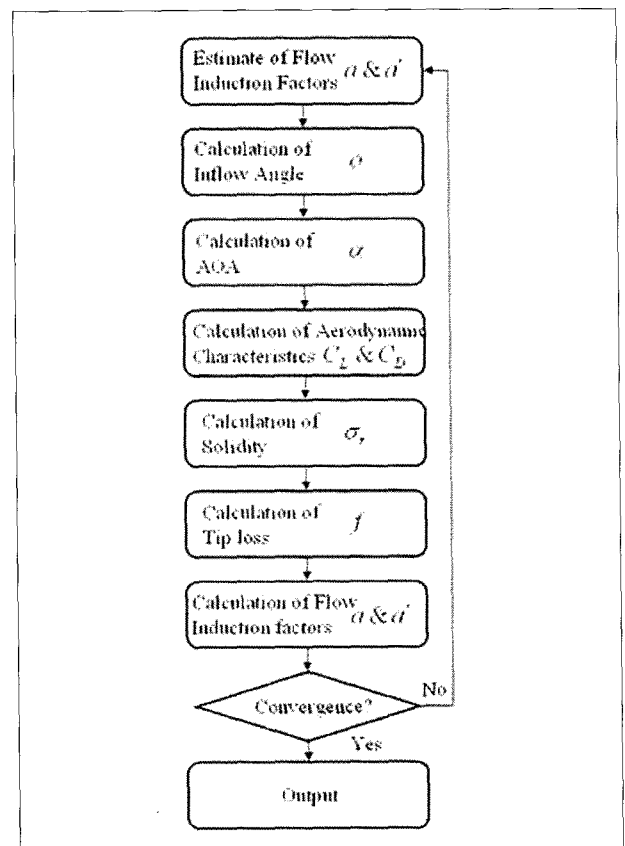 Estimate of Flow
Induction Factors a & a'
Calculation of
Inflow Angle ϕ
Calculation of
AOA α
Calculation of Aerodynamic
Characteristics C_L & C_D
Calculation of
Solidity σ_r
Calculation of
Tip loss f
Calculation of Flow
Induction factors a & a'
Convergence?
No
Yes
Output